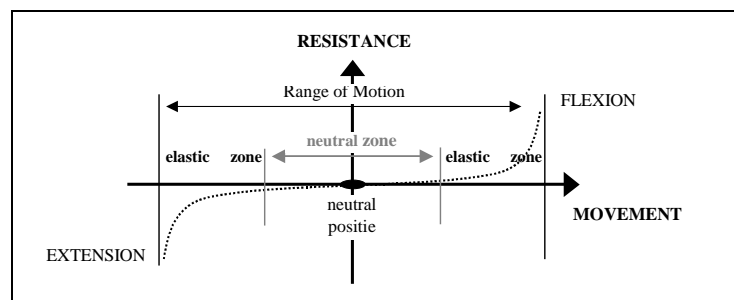 RESISTANCE
Range of Motion
FLEXION
neutral zone
elastic zone
elastic zone
neutral
positie
MOVEMENT
EXTENSION